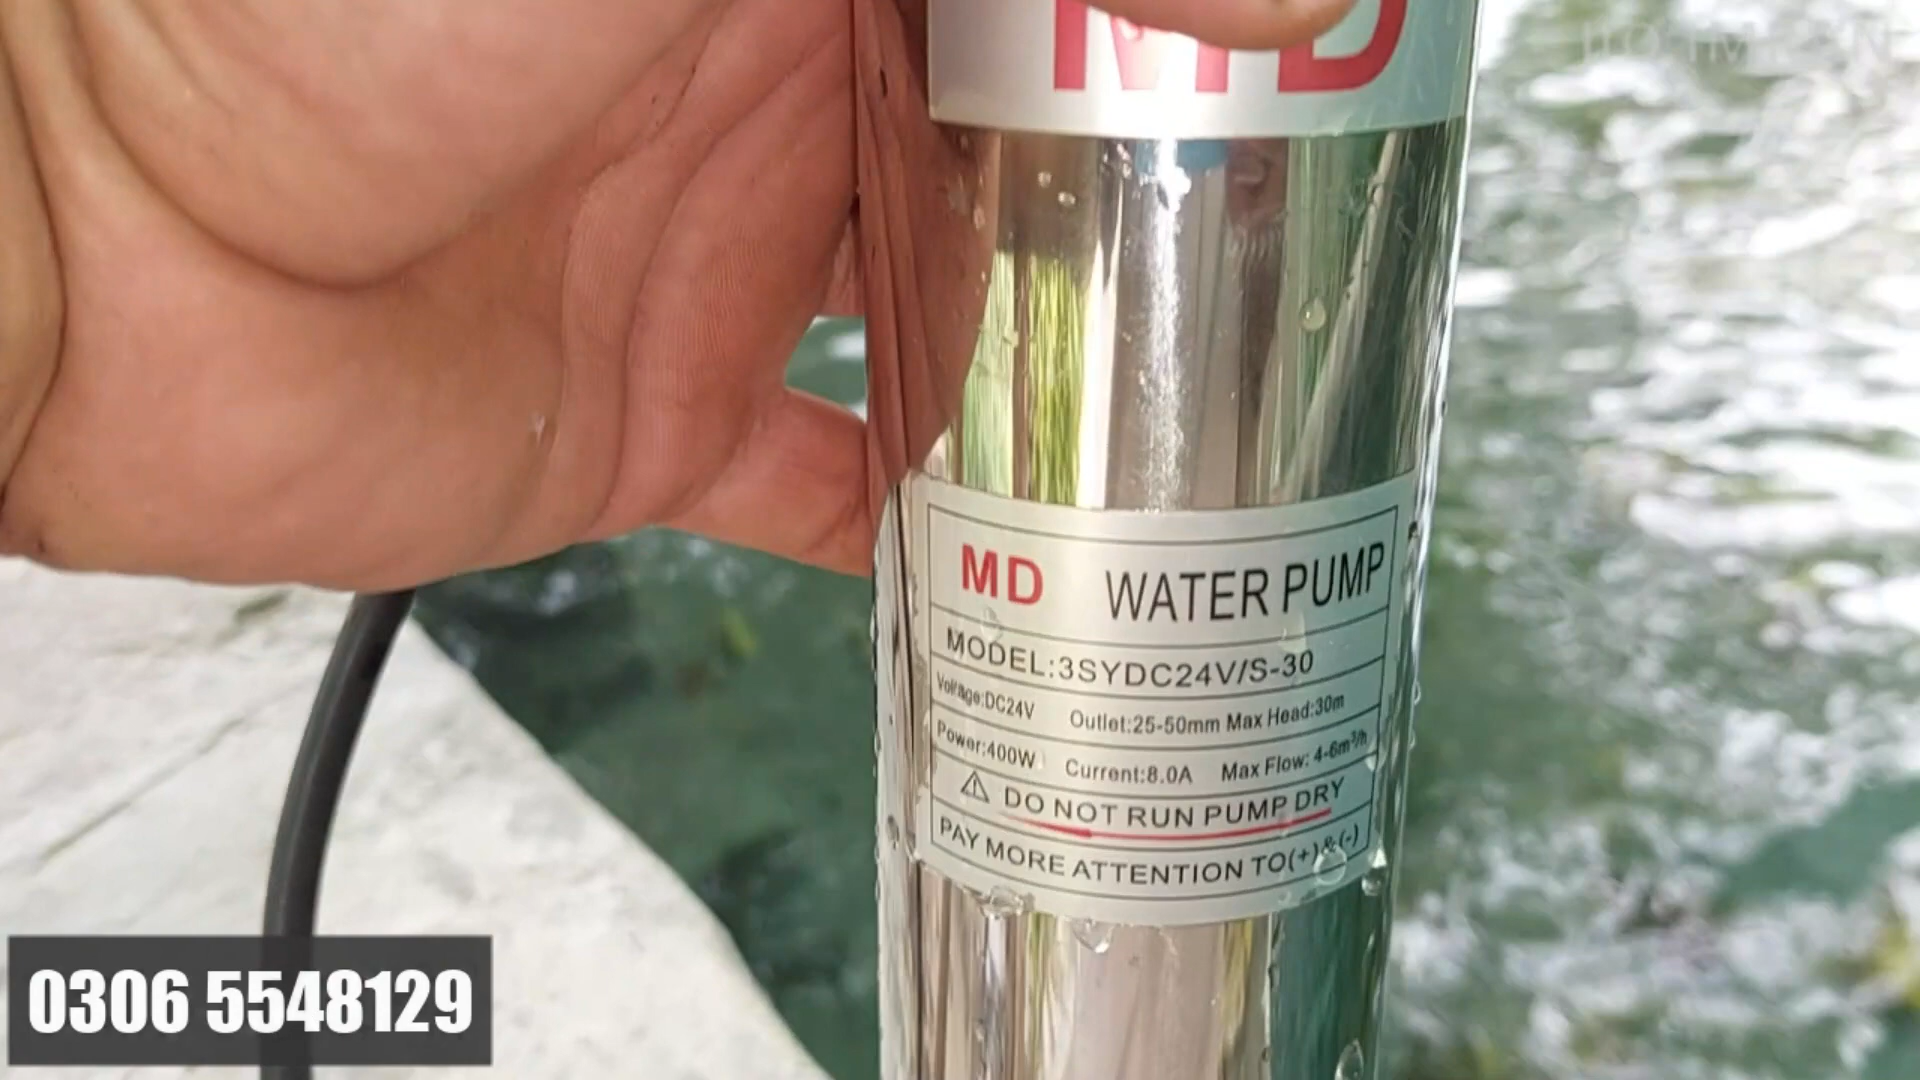 MD
MD WATER PUMP
MODEL:3SYDC24V/S-30
Voltage:DC24V Outlet:25-50mm Max Head:30m
Power:400W Current:8.0A Max Flow: 4-6m³/h
DO NOT RUN PUMP DRY
PAY MORE ATTENTION TO(+)&(-)
0306 5548129